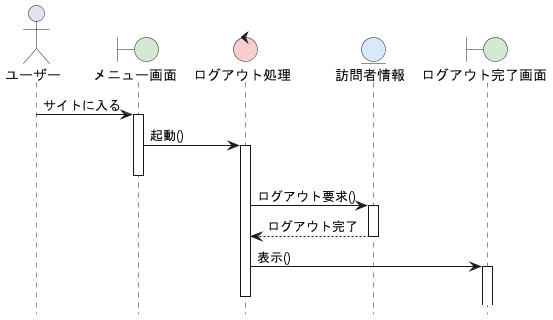 ユーザー
メニュー画面
ログアウト処理
訪問者情報
ログアウト完了画面
サイトに入る
起動()
ログアウト要求()
ログアウト完了
表示()